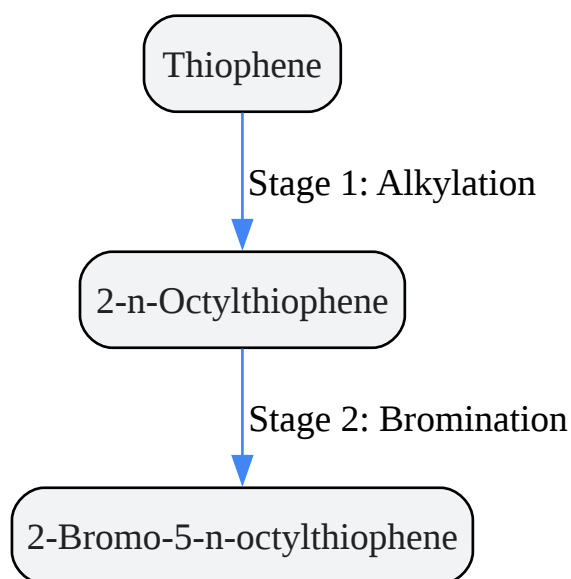 Thiophene
Stage 1: Alkylation
2-n-Octylthiophene
Stage 2: Bromination
2-Bromo-5-n-octylthiophene